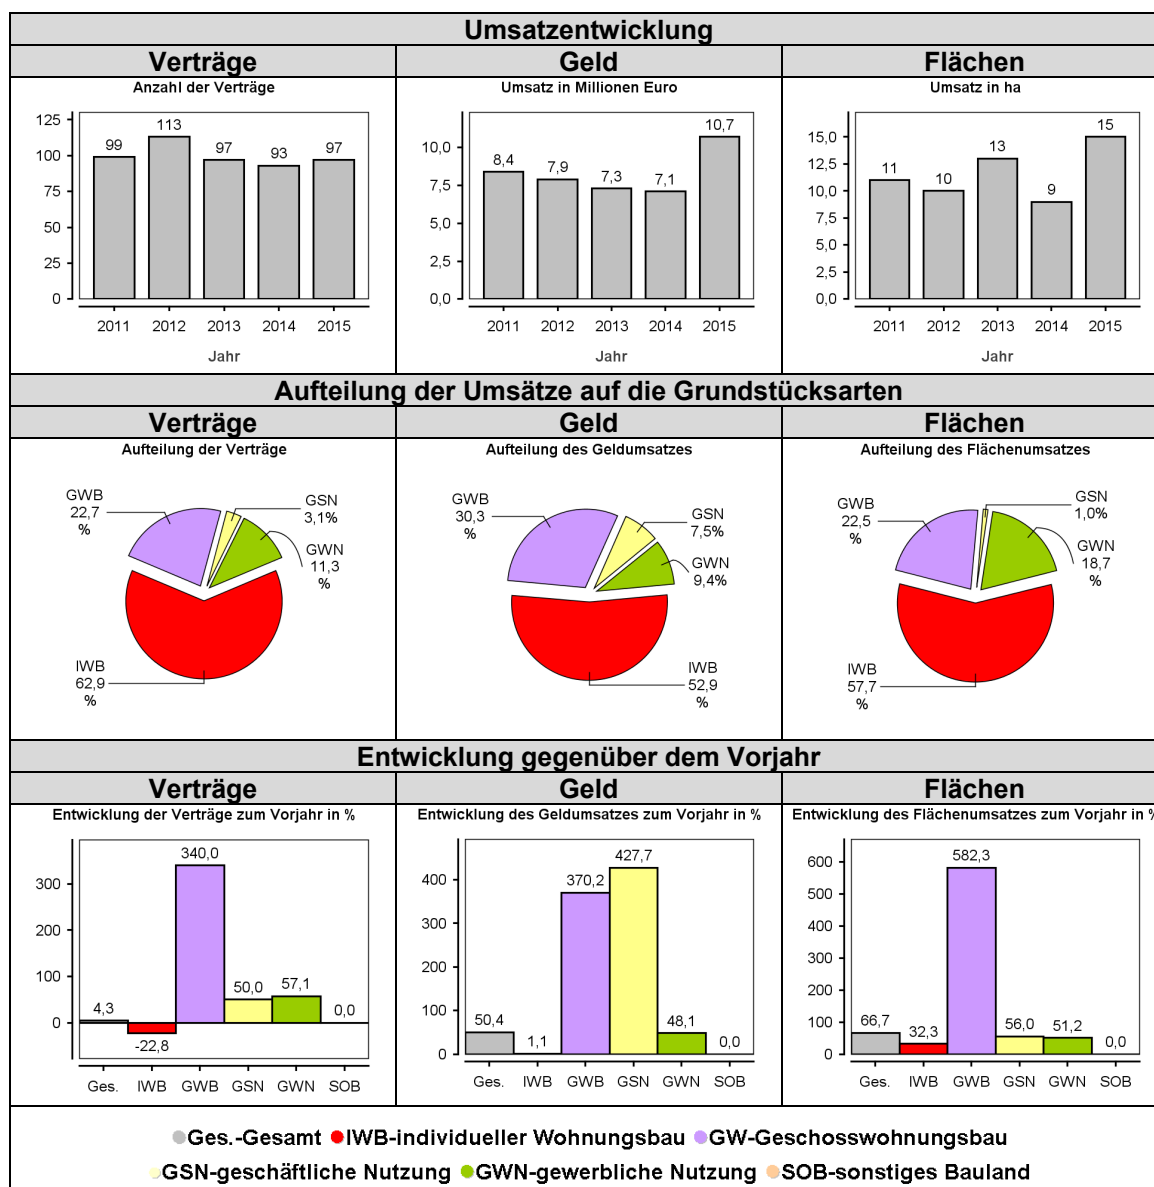 Umsatzentwicklung
Verträge
Geld
Flächen
Anzahl der Verträge
125
100
75
50
25
0
99
113
97
93
97
2011
2012
2013
2014
2015
Jahr
Umsatz in Millionen Euro
10,0
7,5
5,0
2,5
0,0
8,4
7,9
7,3
7,1
10,7
2011
2012
2013
2014
2015
Umsatz in ha
15,0
12,5
10,0
7,5
5,0
2,5
0,0
11
10
13
9
15
2011
2012
2013
2014
2015
Jahr
Aufteilung der Umsätze auf die Grundstücksarten
Verträge
Geld
Flächen
Aufteilung der Verträge
GWB
22,7
%
GSN
3,1%
GWN
11,3
%
IWB
62,9
%
Aufteilung des Geldumsatzes
GWB
30,3
%
GSN
7,5%
GWN
9,4%
IWB
52,9
%
Aufteilung des Flächenumsatzes
GWB
22,5
%
GSN
1,0%
GWN
18,7
%
IWB
57,7
%
Entwicklung gegenüber dem Vorjahr
Verträge
Geld
Flächen
Entwicklung der Verträge zum Vorjahr in %
300
200
100
0
4,3
-22,8
340,0
50,0
57,1
0,0
Ges.
IWB
GWB
GSN
GWN
SOB
Entwicklung des Geldumsatzes zum Vorjahr in %
400
300
200
100
0
50,4
1,1
370,2
427,7
48,1
0,0
Ges.
IWB
GWB
GSN
GWN
SOB
Entwicklung des Flächenumsatzes zum Vorjahr in %
600
500
400
300
200
100
0
66,7
32,3
582,3
56,0
51,2
0,0
Ges.
IWB
GWB
GSN
GWN
SOB
Ges.-Gesamt IWB-individueller Wohnungsbau GW-Geschosswohnungsbau
GSN-geschäftliche Nutzung GWN-gewerbliche Nutzung SOB-sonstiges Bauland